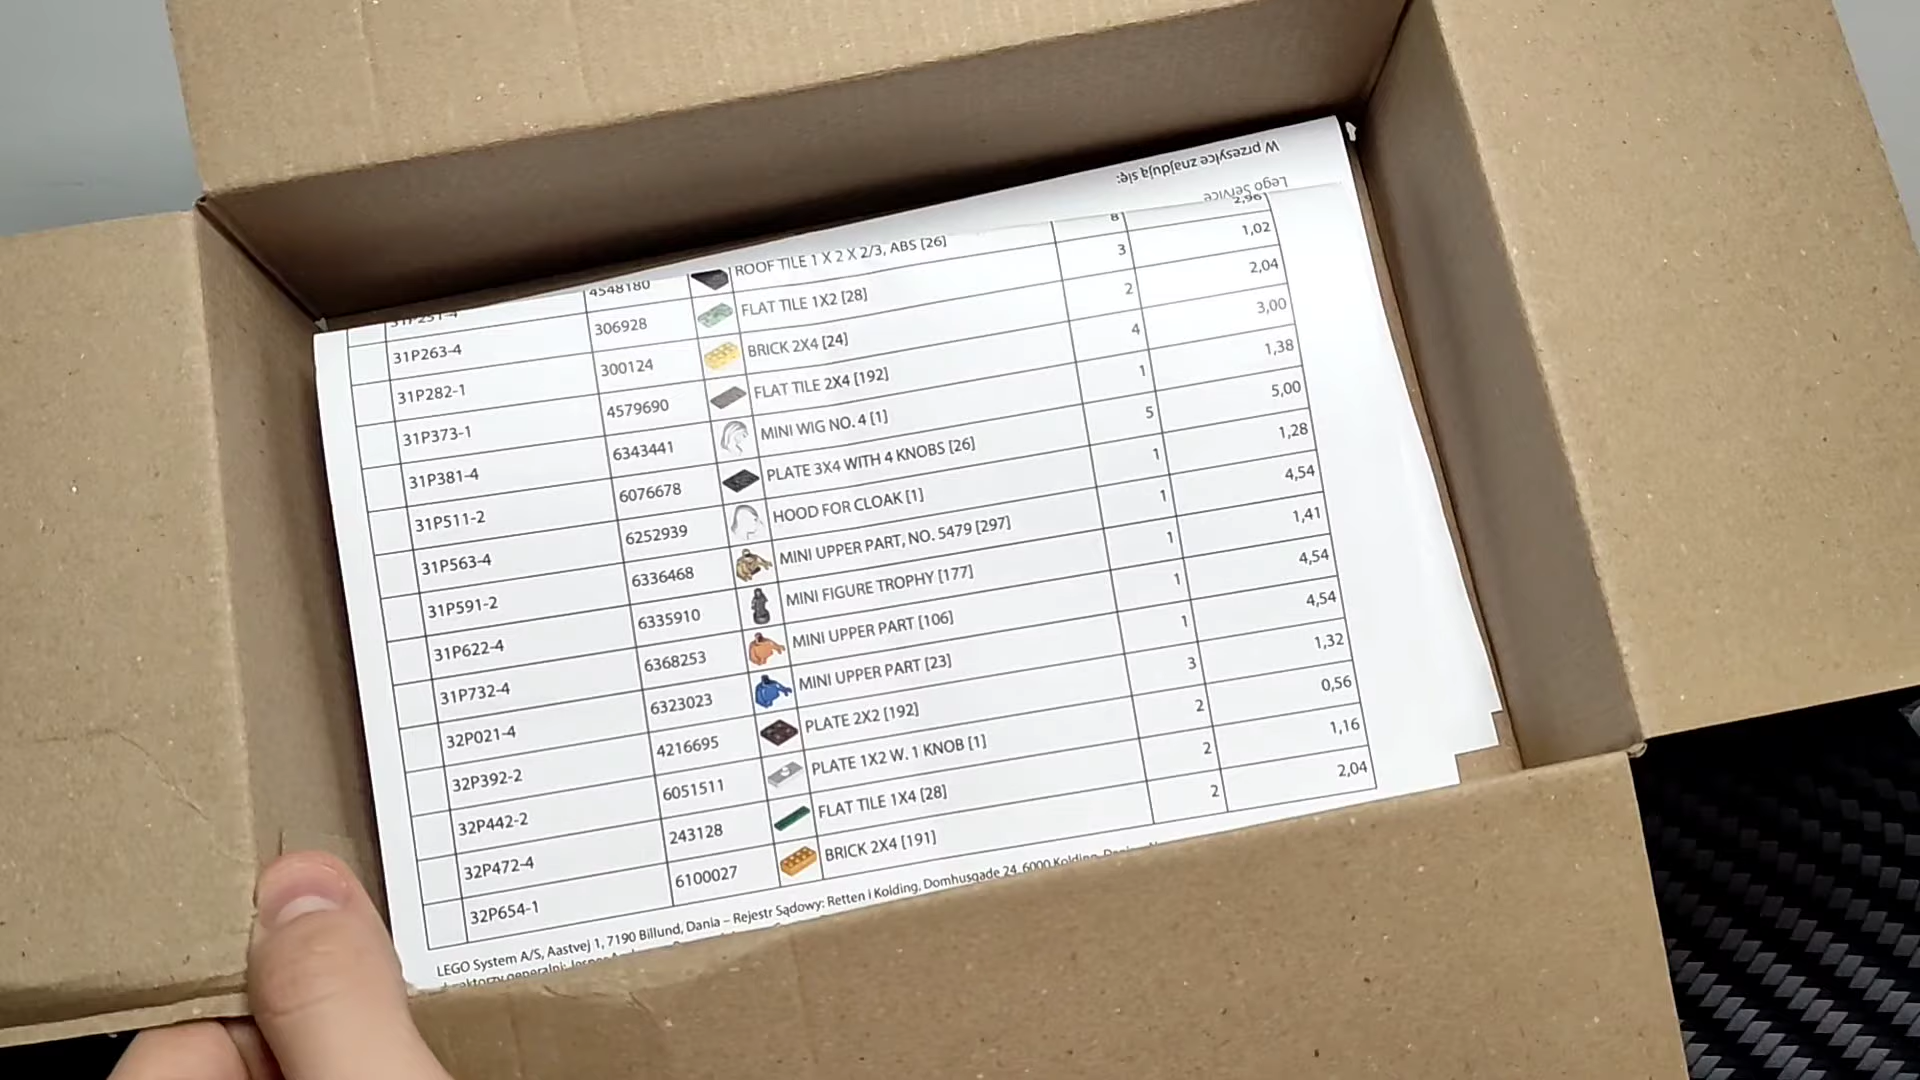 W przesyłce znajdują się:
Lego Service
31P251-4 4548180 ROOF TILE 1 X 2 X 2/3, ABS [26] 8 2,96
31P263-4 306928 FLAT TILE 1X2 [28] 3 1,02
31P282-1 300124 BRICK 2X4 [24] 2 2,04
31P373-1 4579690 FLAT TILE 2X4 [192] 4 3,00
31P381-4 6343441 MINI WIG NO. 4 [1] 1 1,38
31P511-2 6076678 PLATE 3X4 WITH 4 KNOBS [26] 5 5,00
31P563-4 6252939 HOOD FOR CLOAK [1] 1 1,28
31P591-2 6336468 MINI UPPER PART, NO. 5479 [297] 1 4,54
31P622-4 6335910 MINI FIGURE TROPHY [177] 1 1,41
31P732-4 6368253 MINI UPPER PART [106] 1 4,54
32P021-4 6323023 MINI UPPER PART [23] 1 4,54
32P392-2 4216695 PLATE 2X2 [192] 3 1,32
32P442-2 6051511 PLATE 1X2 W. 1 KNOB [1] 2 0,56
32P472-4 243128 FLAT TILE 1X4 [28] 2 1,16
32P654-1 6100027 BRICK 2X4 [191] 2 2,04
LEGO System A/S, Aastvej 1, 7190 Billund, Dania – Rejestr Sądowy: Retten i Kolding, Domhusgade 24, 6000 Kolding,
generalni: